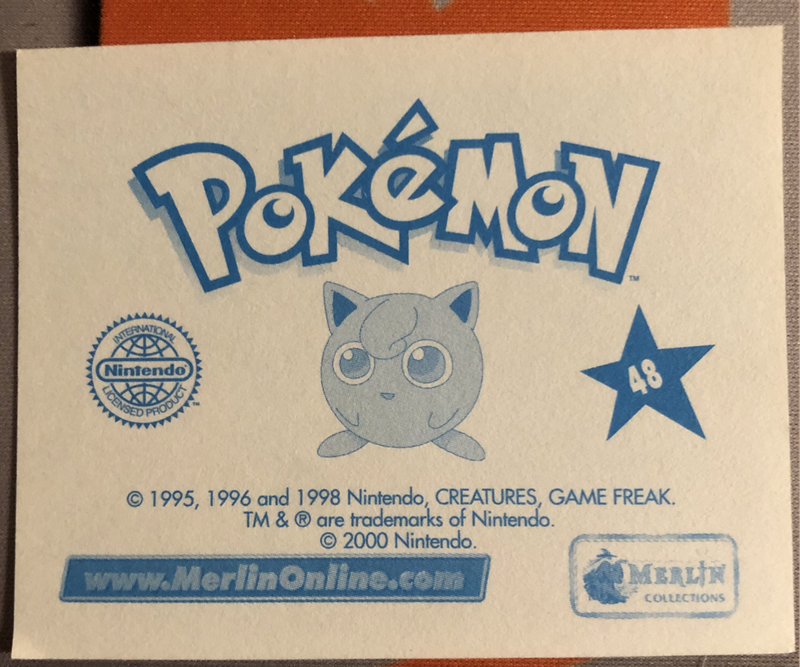 POKéMON
™
INTERNATIONAL
Nintendo®
LICENSED PRODUCT
™
48
© 1995, 1996 and 1998 Nintendo, CREATURES, GAME FREAK.
TM & ® are trademarks of Nintendo.
© 2000 Nintendo.
www.MerlinOnline.com
MERLIN
COLLECTIONS